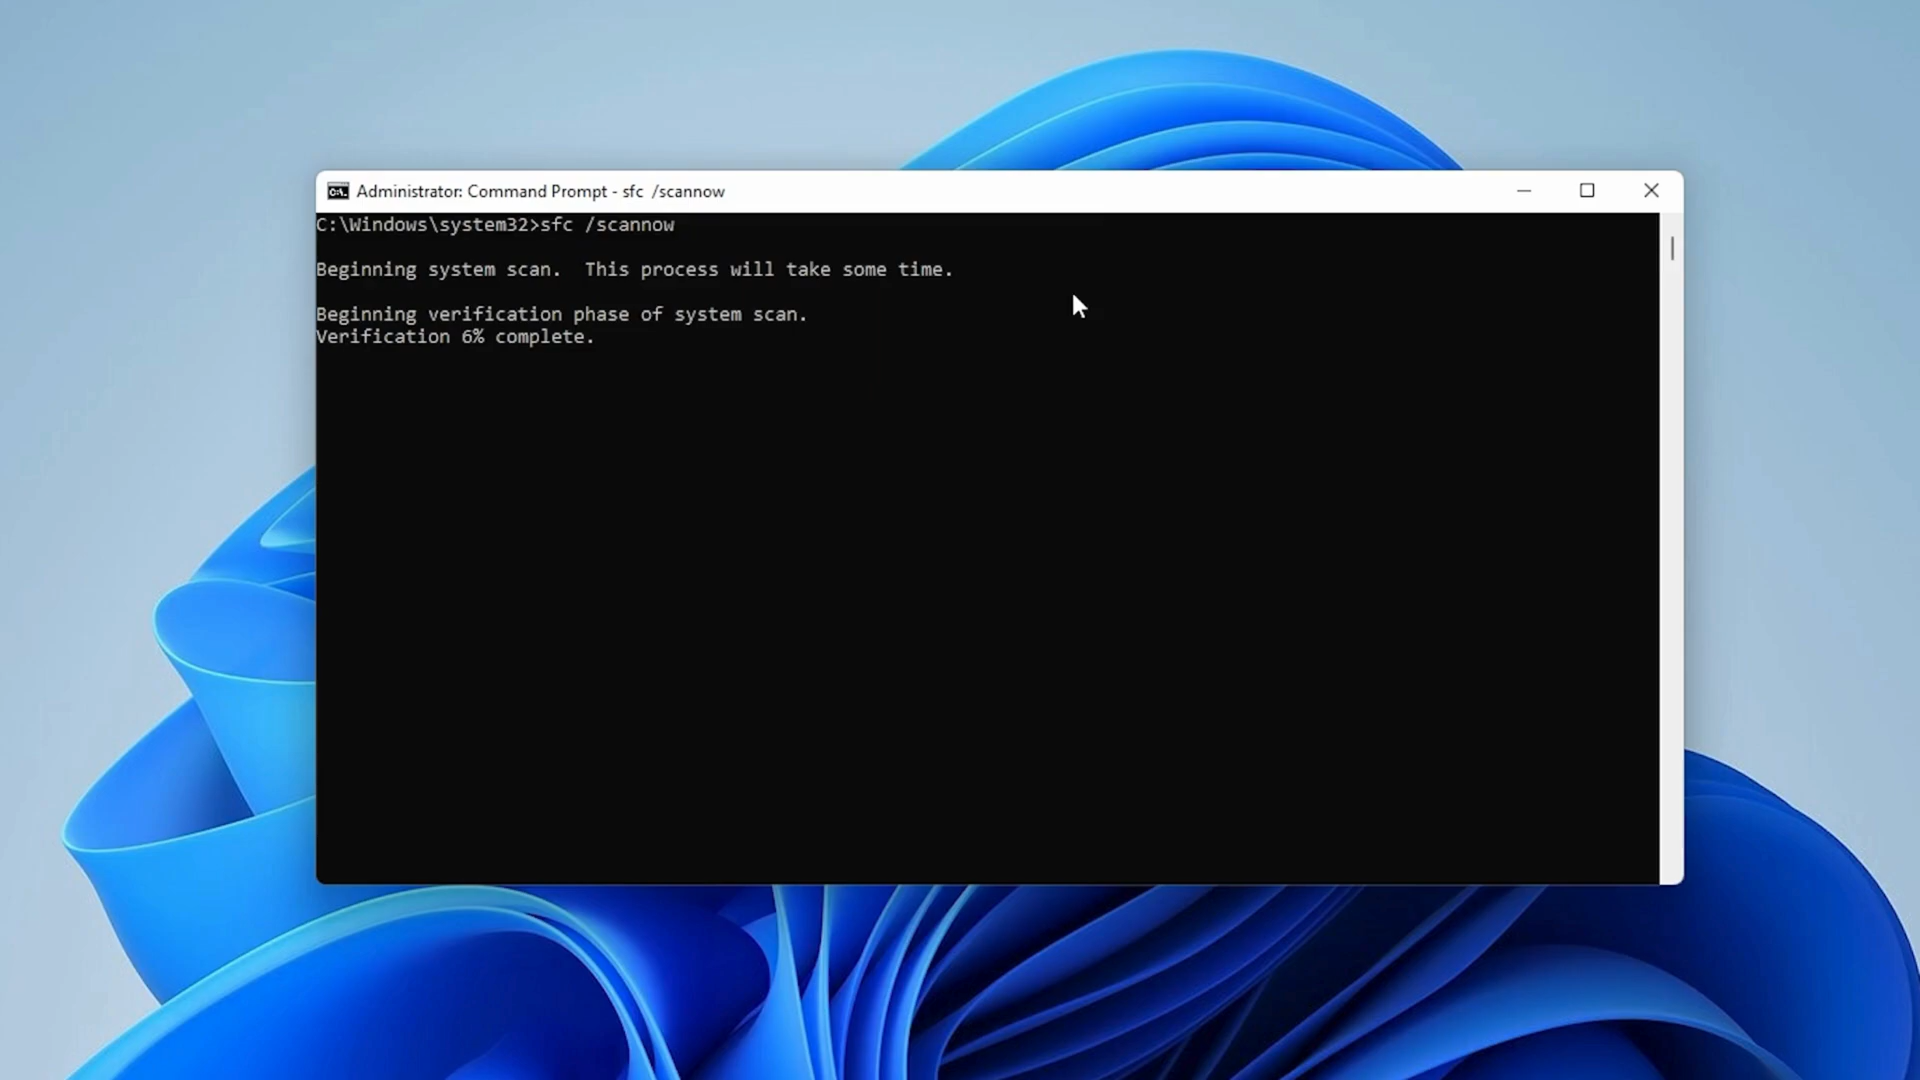 Administrator: Command Prompt - sfc  /scannow
C:\Windows\system32>sfc /scannow
Beginning system scan.  This process will take some time.
Beginning verification phase of system scan.
Verification 6% complete.